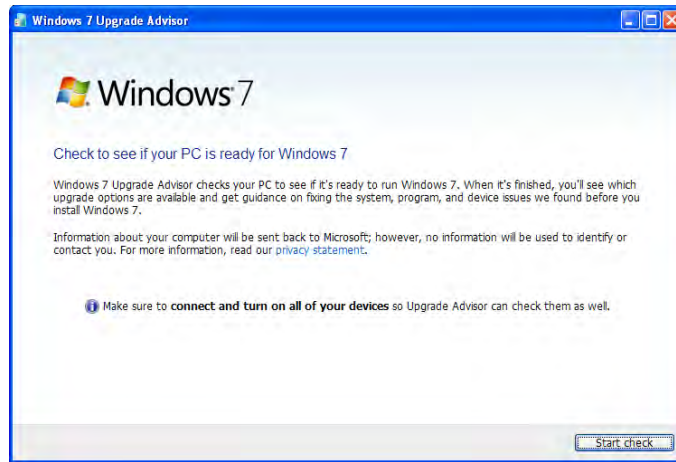 Windows 7 Upgrade Advisor
Windows 7
Check to see if your PC is ready for Windows 7
Windows 7 Upgrade Advisor checks your PC to see if it's ready to run Windows 7. When it's finished, you'll see which
upgrade options are available and get guidance on fixing the system, program, and device issues we found before you
install Windows 7.
Information about your computer will be sent back to Microsoft; however, no information will be used to identify or
contact you. For more information, read our privacy statement.
Make sure to connect and turn on all of your devices so Upgrade Advisor can check them as well.
Start check